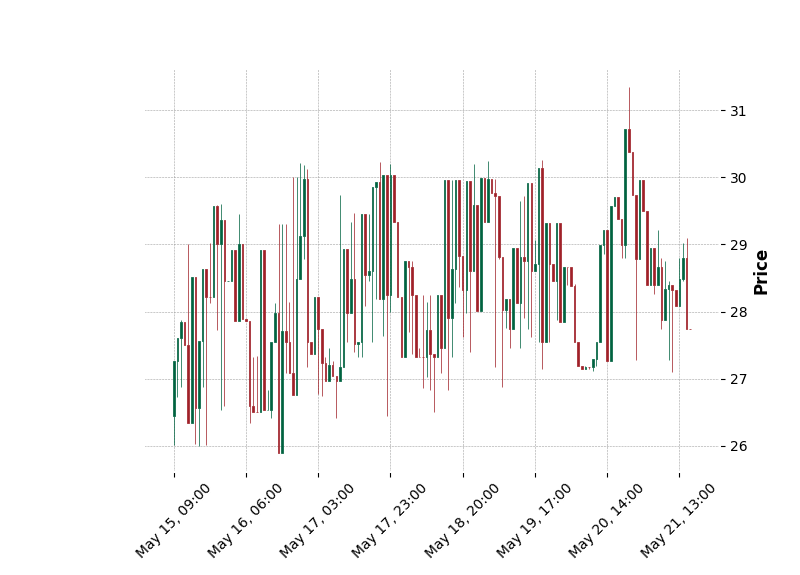 31
30
29
28
27
26
Price
May 15, 09:00
May 16, 06:00
May 17, 03:00
May 17, 23:00
May 18, 20:00
May 19, 17:00
May 20, 14:00
May 21, 13:00